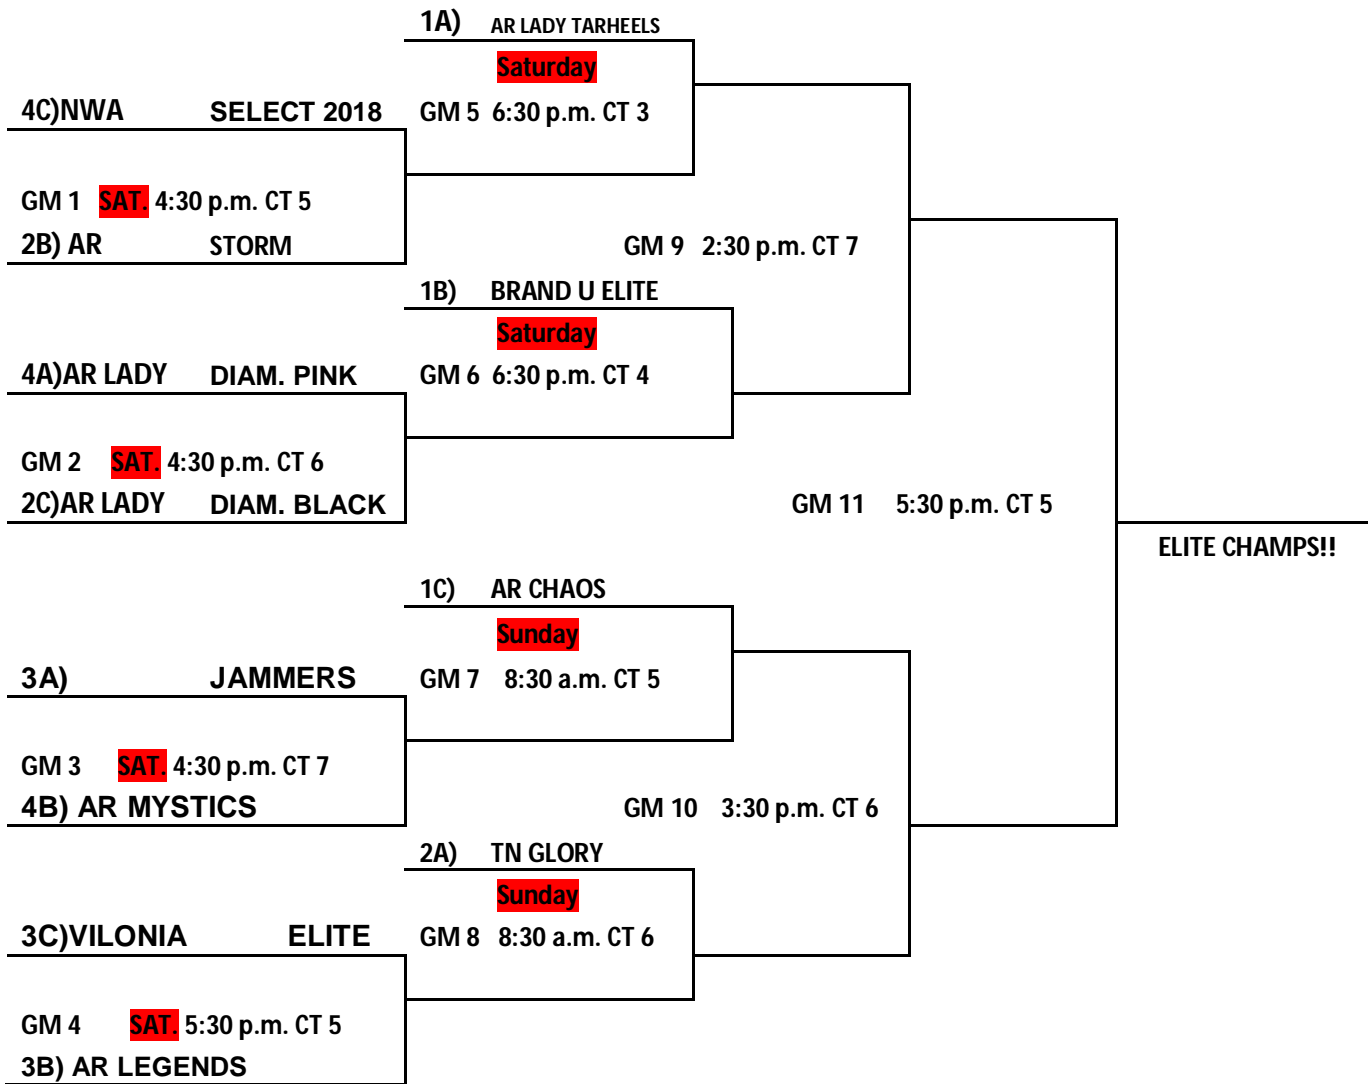 1A) AR LADY TARHEELS
Saturday
4C)NWA SELECT 2018
GM 5 6:30 p.m. CT 3
GM 1 SAT. 4:30 p.m. CT 5
2B) AR STORM
GM 9 2:30 p.m. CT 7
1B) BRAND U ELITE
Saturday
4A)AR LADY DIAM. PINK
GM 6 6:30 p.m. CT 4
GM 2 SAT. 4:30 p.m. CT 6
2C)AR LADY DIAM. BLACK
GM 11 5:30 p.m. CT 5
ELITE CHAMPS!!
1C) AR CHAOS
Sunday
3A) JAMMERS
GM 7 8:30 a.m. CT 5
GM 3 SAT. 4:30 p.m. CT 7
4B) AR MYSTICS
GM 10 3:30 p.m. CT 6
2A) TN GLORY
Sunday
3C)VILONIA ELITE
GM 8 8:30 a.m. CT 6
GM 4 SAT. 5:30 p.m. CT 5
3B) AR LEGENDS